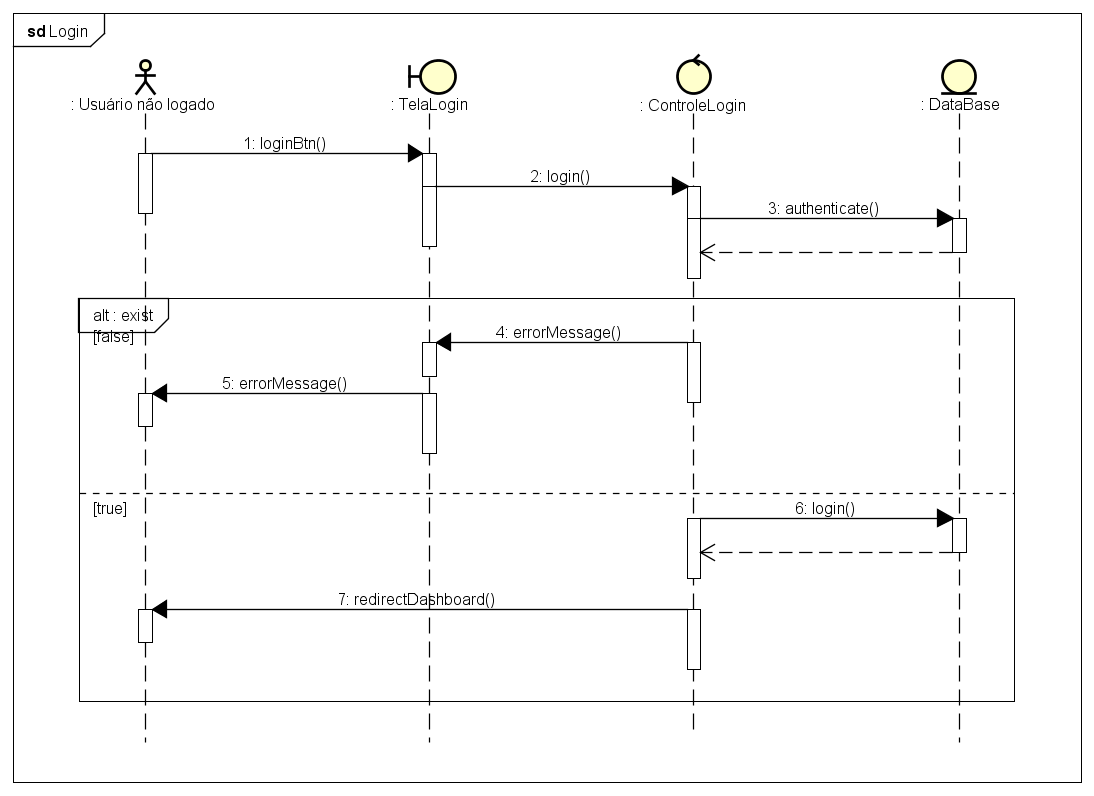 sd Login
: Usuário não logado
: TelaLogin
: ControleLogin
: DataBase
1: loginBtn()
2: login()
3: authenticate()
alt : exist
[false]
4: errorMessage()
5: errorMessage()
[true]
6: login()
7: redirectDashboard()